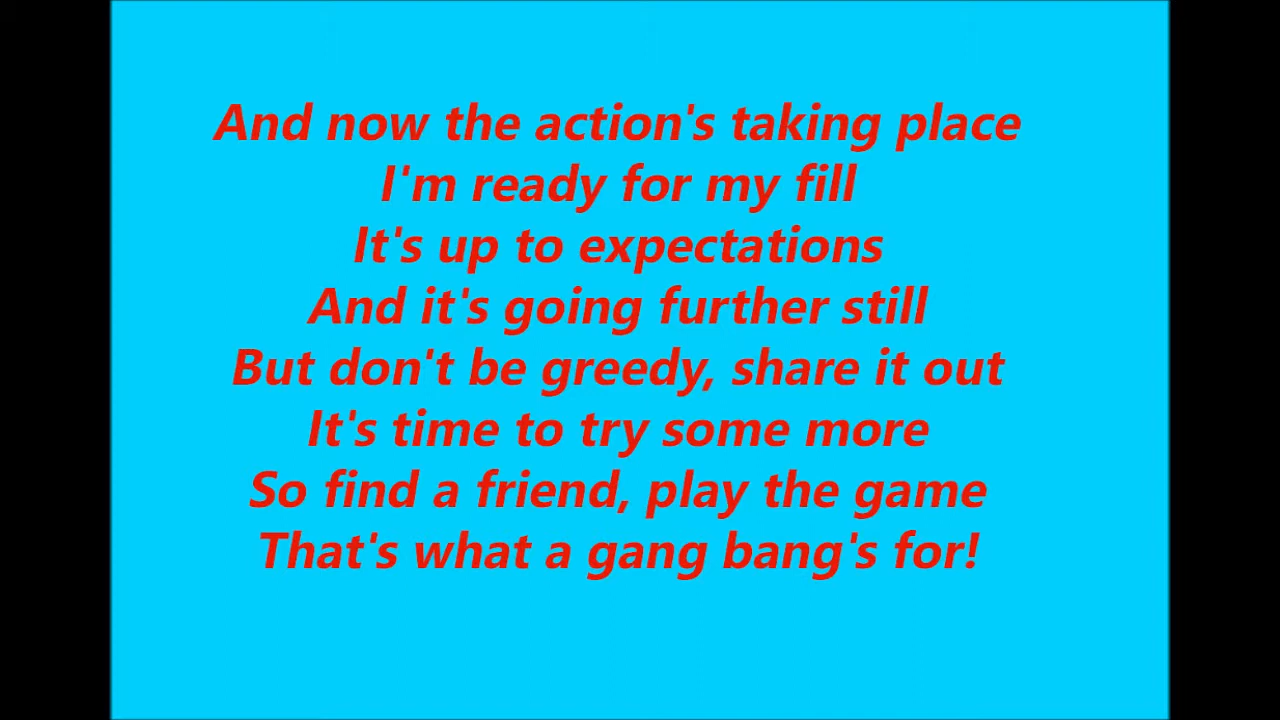 And now the action's taking place
I'm ready for my fill
It's up to expectations
And it's going further still
But don't be greedy, share it out
It's time to try some more
So find a friend, play the game
That's what a gang bang's for!